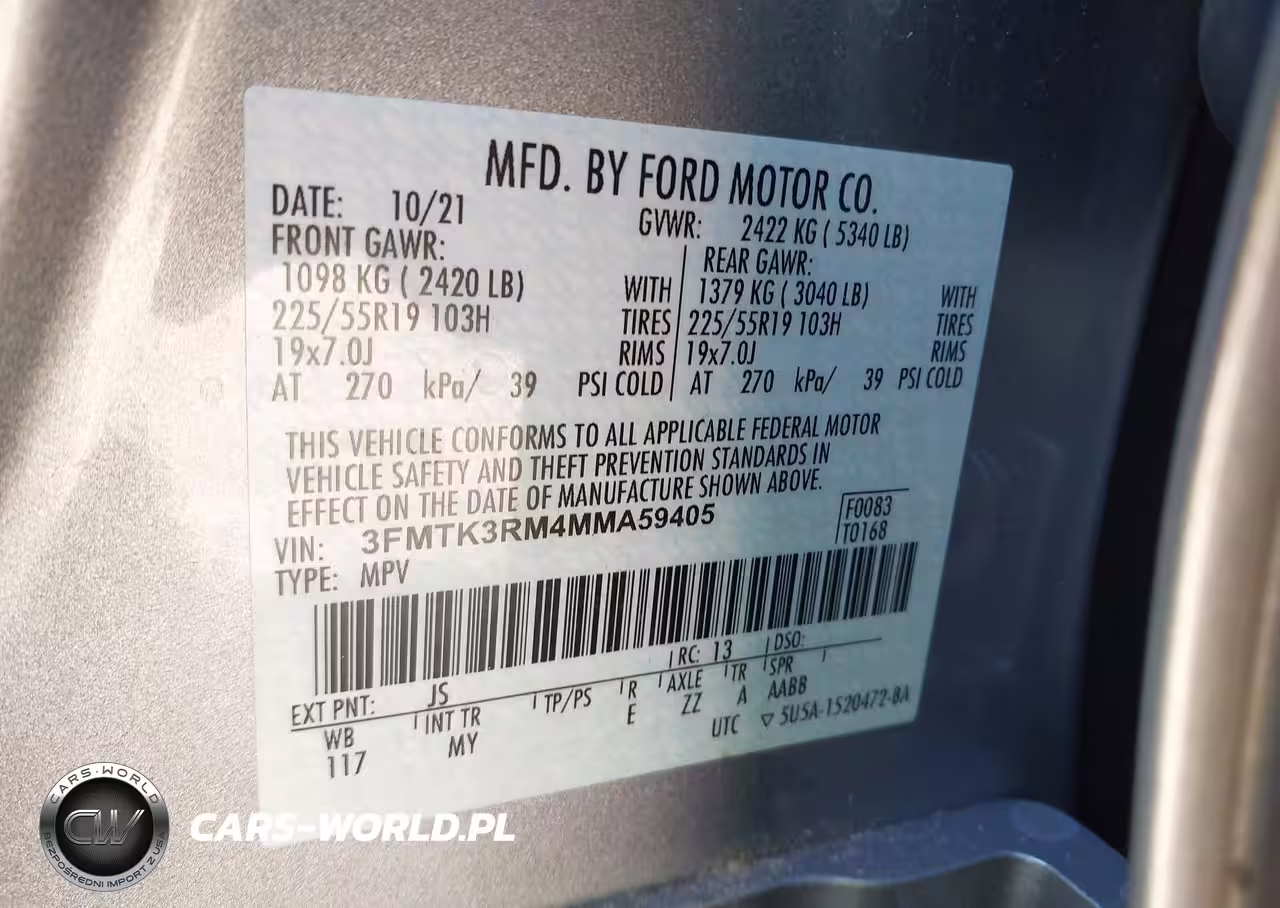 MFD. BY FORD MOTOR CO.
DATE: 10/21 GVWR: 2422 KG ( 5340 LB)
FRONT GAWR: REAR GAWR:
1098 KG ( 2420 LB) WITH 1379 KG ( 3040 LB) WITH
225/55R19 103H TIRES 225/55R19 103H TIRES
19x7.0J RIMS 19x7.0J RIMS
AT 270 kPa/ 39 PSI COLD AT 270 kPa/ 39 PSI COLD
THIS VEHICLE CONFORMS TO ALL APPLICABLE FEDERAL MOTOR
VEHICLE SAFETY AND THEFT PREVENTION STANDARDS IN
EFFECT ON THE DATE OF MANUFACTURE SHOWN ABOVE.
F0083
VIN: 3FMTK3RM4MMA59405 T0168
TYPE: MPV
EXT PNT: JS RC: 13 DSO:
WB INT TR TP/PS R AXLE TR SPR
117 MY E ZZ A AABB
UTC ▽ 5USA-1520472-BA
CARS-WORLD
CW
BEZPOŚREDNI IMPORT Z USA
CARS-WORLD.PL